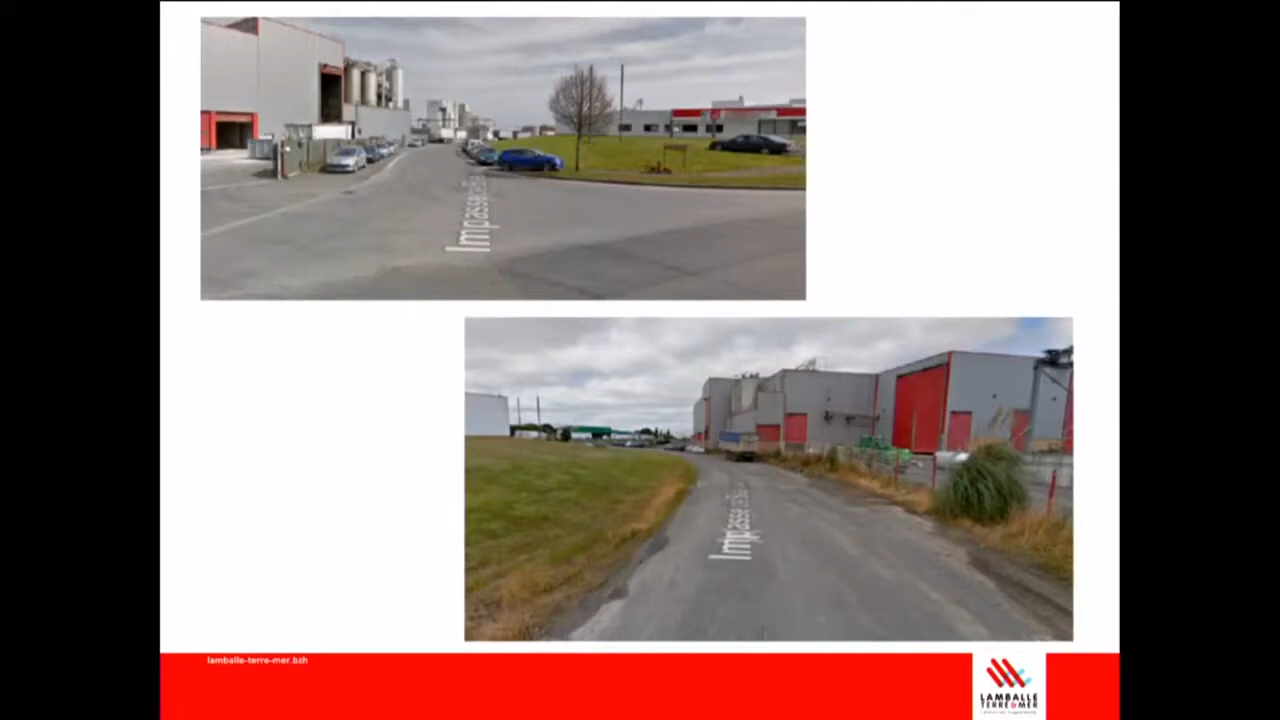 Impasse
Impasse
lamballe-terre-mer.bzh
LAMBALLE
TERRE & MER